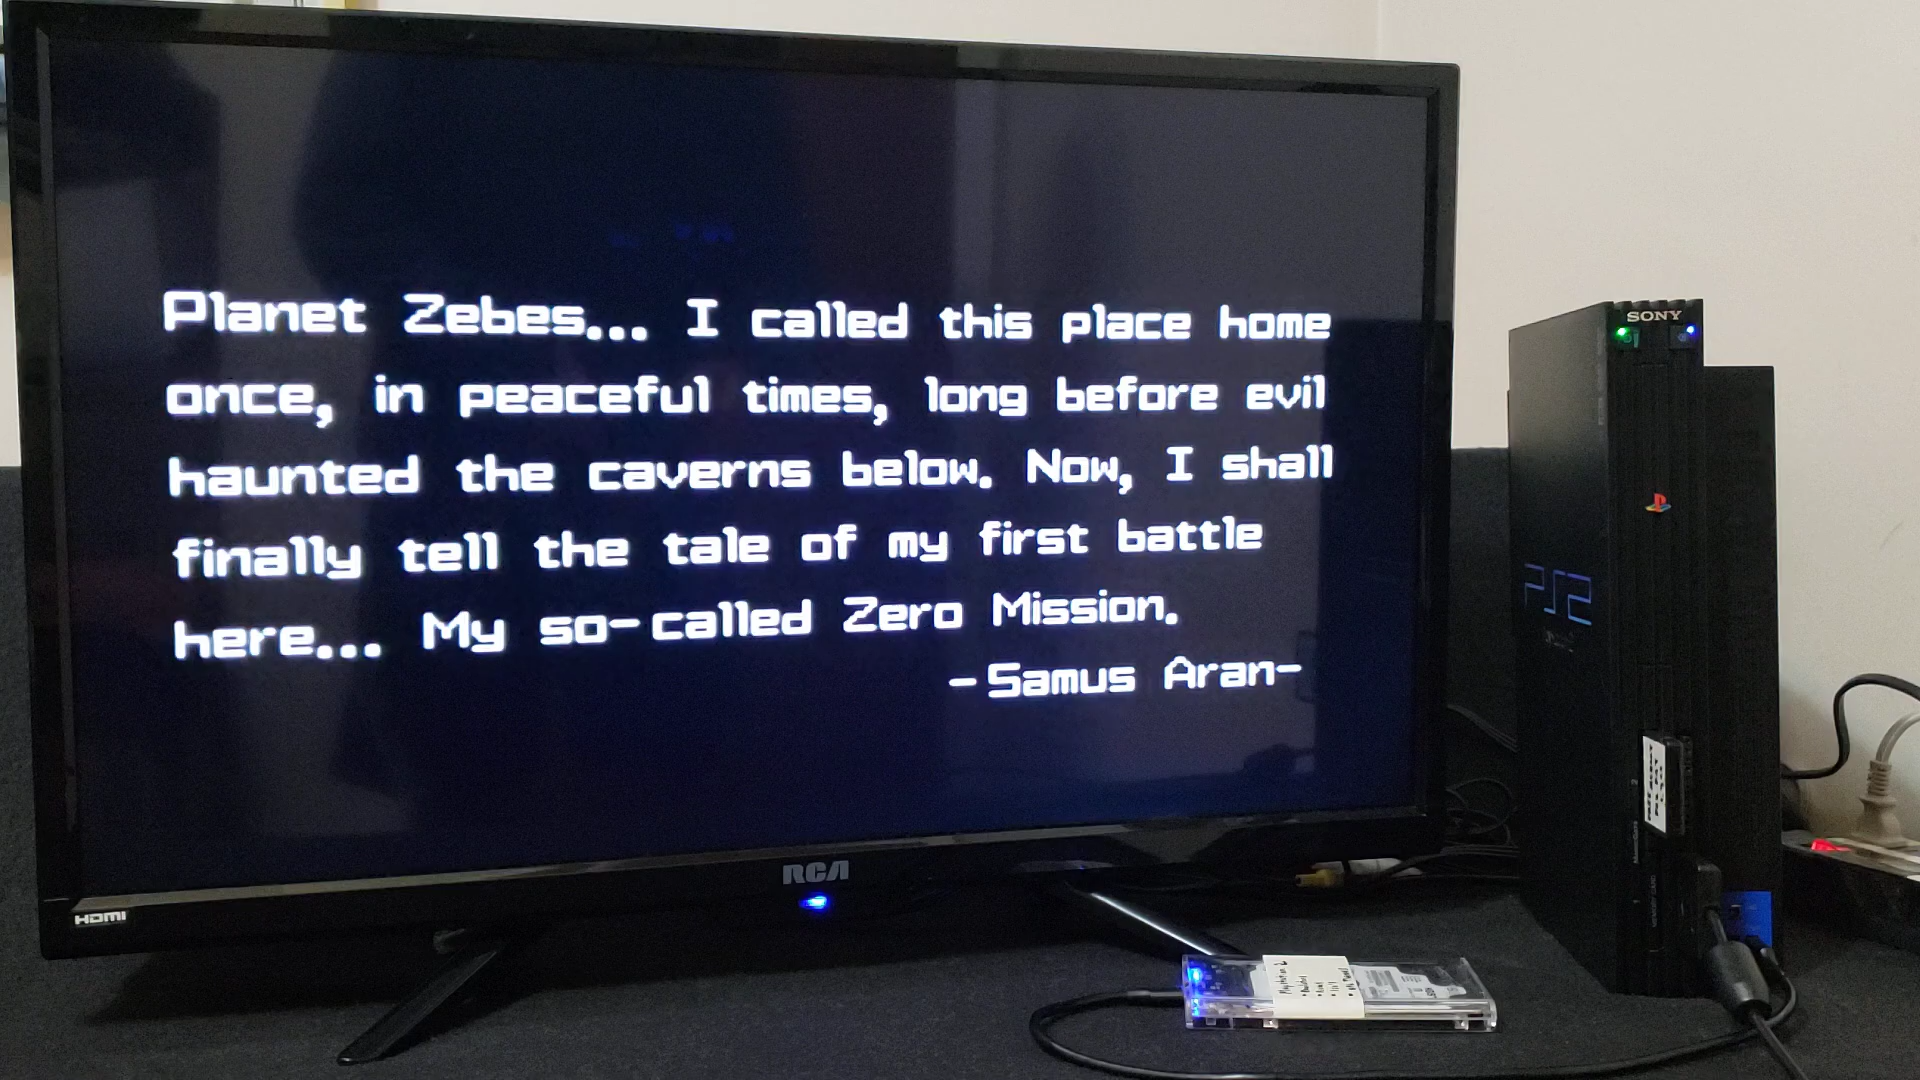 Planet Zebes... I called this place home
once, in peaceful times, long before evil
haunted the caverns below. Now, I shall
finally tell the tale of my first battle
here... My so-called Zero Mission.
-Samus Aran-
RCA
HDMI
SONY
PS2